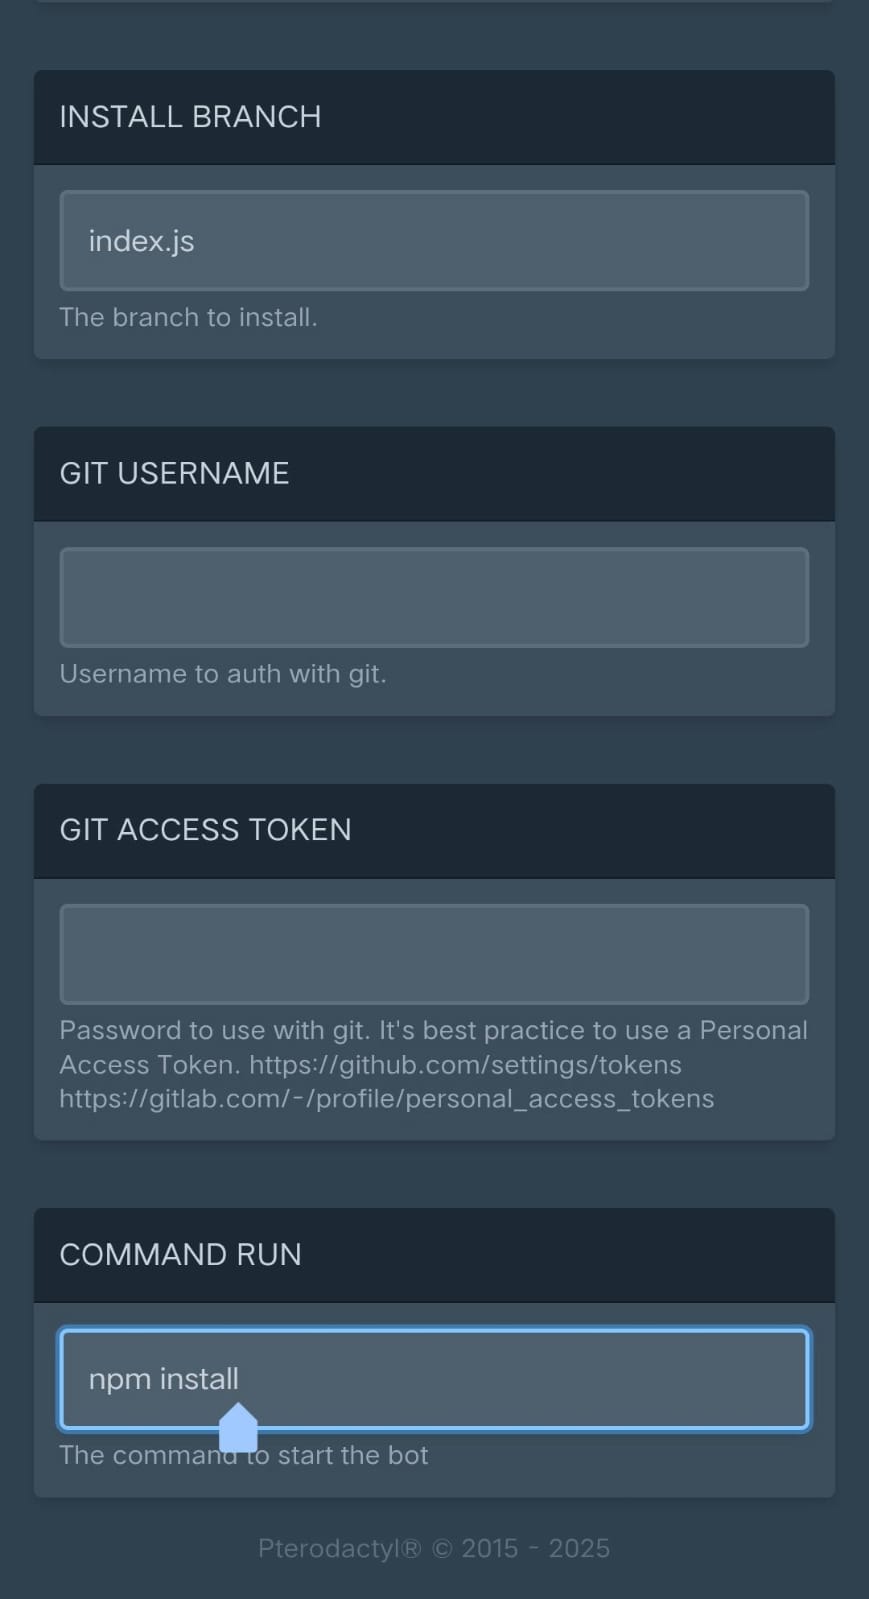 INSTALL BRANCH
index.js
The branch to install.
GIT USERNAME
Username to auth with git.
GIT ACCESS TOKEN
Password to use with git. It's best practice to use a Personal
Access Token. https://github.com/settings/tokens
https://gitlab.com/-/profile/personal_access_tokens
COMMAND RUN
npm install
The command to start the bot
Pterodactyl® © 2015 - 2025